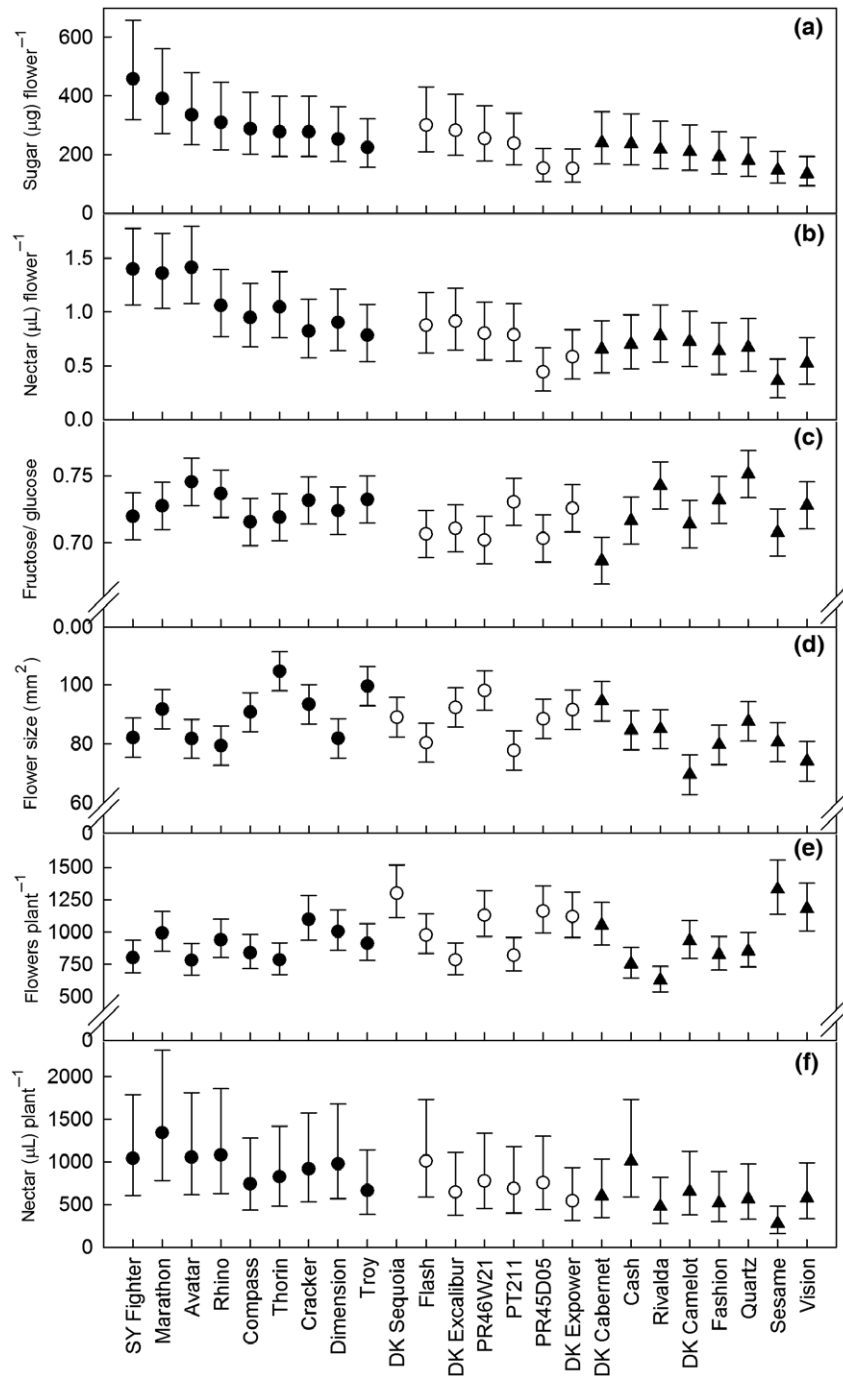 (a)
Sugar (μg) flower⁻¹
600
400
200
0
(b)
Nectar (μL) flower⁻¹
1.5
1.0
0.5
0.0
(c)
Fructose/ glucose
0.75
0.70
0.00
(d)
Flower size (mm²)
100
80
60
0
(e)
Flowers plant⁻¹
1500
1250
1000
750
500
0
(f)
Nectar (μL) plant⁻¹
2000
1500
1000
500
0
SY Fighter
Marathon
Avatar
Rhino
Compass
Thorin
Cracker
Dimension
Troy
DK Sequoia
Flash
DK Excalibur
PR46W21
PT211
PR45D05
DK Expower
DK Cabernet
Cash
Rivalda
DK Camelot
Fashion
Quartz
Sesame
Vision